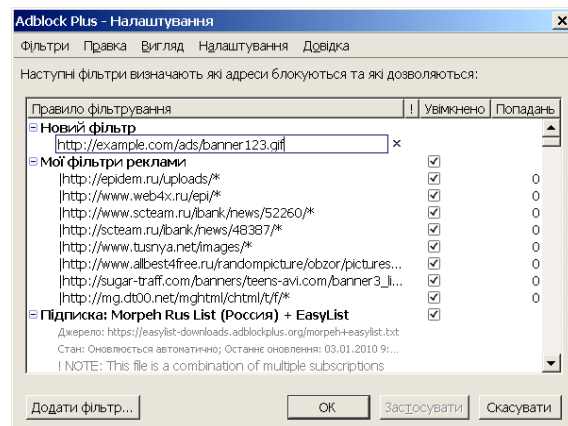 Adblock Plus - Налаштування
Фільтри Правка Вигляд Налаштування Довідка
Наступні фільтри визначають які адреси блокуються та які дозволяються:
Правило фільтрування ! Увімкнено Попадань
Новий фільтр
http://example.com/ads/banner123.gif
Мої фільтри реклами
|http://epidem.ru/uploads/* 0
|http://www.web4x.ru/epi/* 0
|http://www.scteam.ru/ibank/news/52260/* 0
|http://scteam.ru/ibank/news/48387/* 0
|http://www.tusnya.net/images/* 0
|http://www.allbest4free.ru/randompicture/obzor/pictures... 0
|http://sugar-traff.com/banners/teens-avi.com/banner3_li... 0
|http://mg.dt00.net/mghtml/chtml/t/f/* 0
Підписка: Morpeh Rus List (Россия) + EasyList
Джерело: https://easylist-downloads.adblockplus.org/morpeh+easylist.txt
Стан: Оновлюється автоматично; Останнє оновлення: 03.01.2010 9:...
! NOTE: This file is a combination of multiple subscriptions
Додати фільтр... OK Застосувати Скасувати